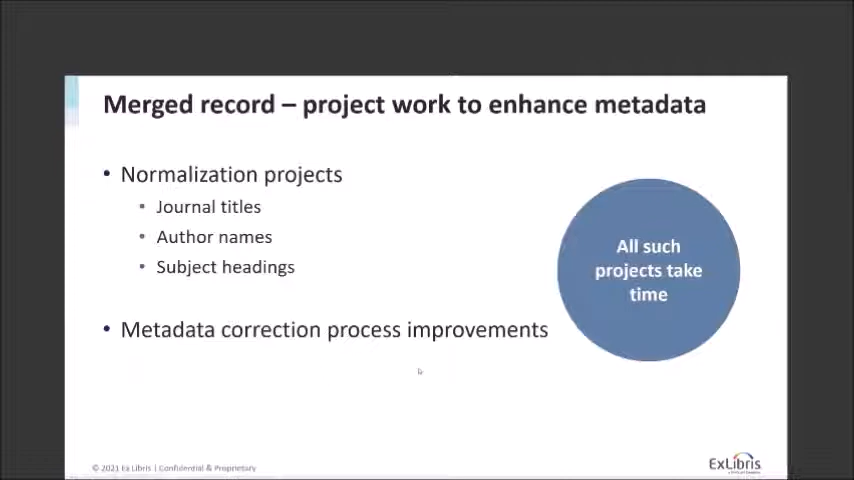 Merged record – project work to enhance metadata
• Normalization projects
• Journal titles
• Author names
• Subject headings
• Metadata correction process improvements
All such
projects take
time
© 2021 Ex Libris | Confidential & Proprietary
ExLibris